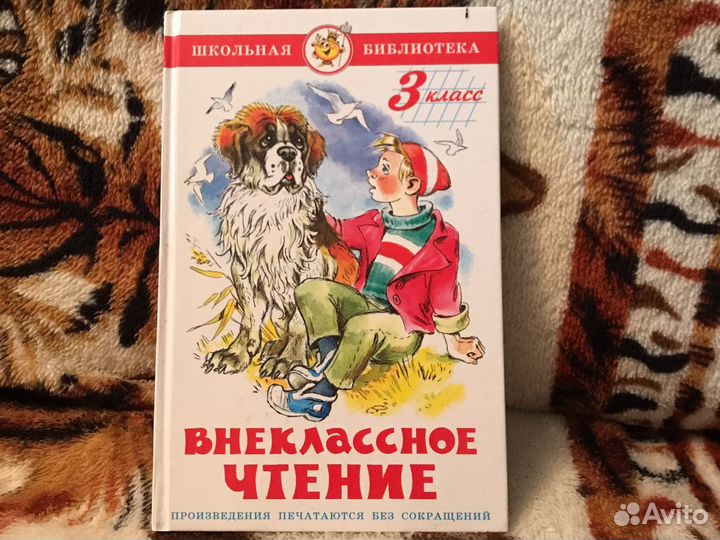 ШКОЛЬНАЯ БИБЛИОТЕКА
3 класс
ВНЕКЛАССНОЕ
ЧТЕНИЕ
ПРОИЗВЕДЕНИЯ ПЕЧАТАЮТСЯ БЕЗ СОКРАЩЕНИЙ
Avito